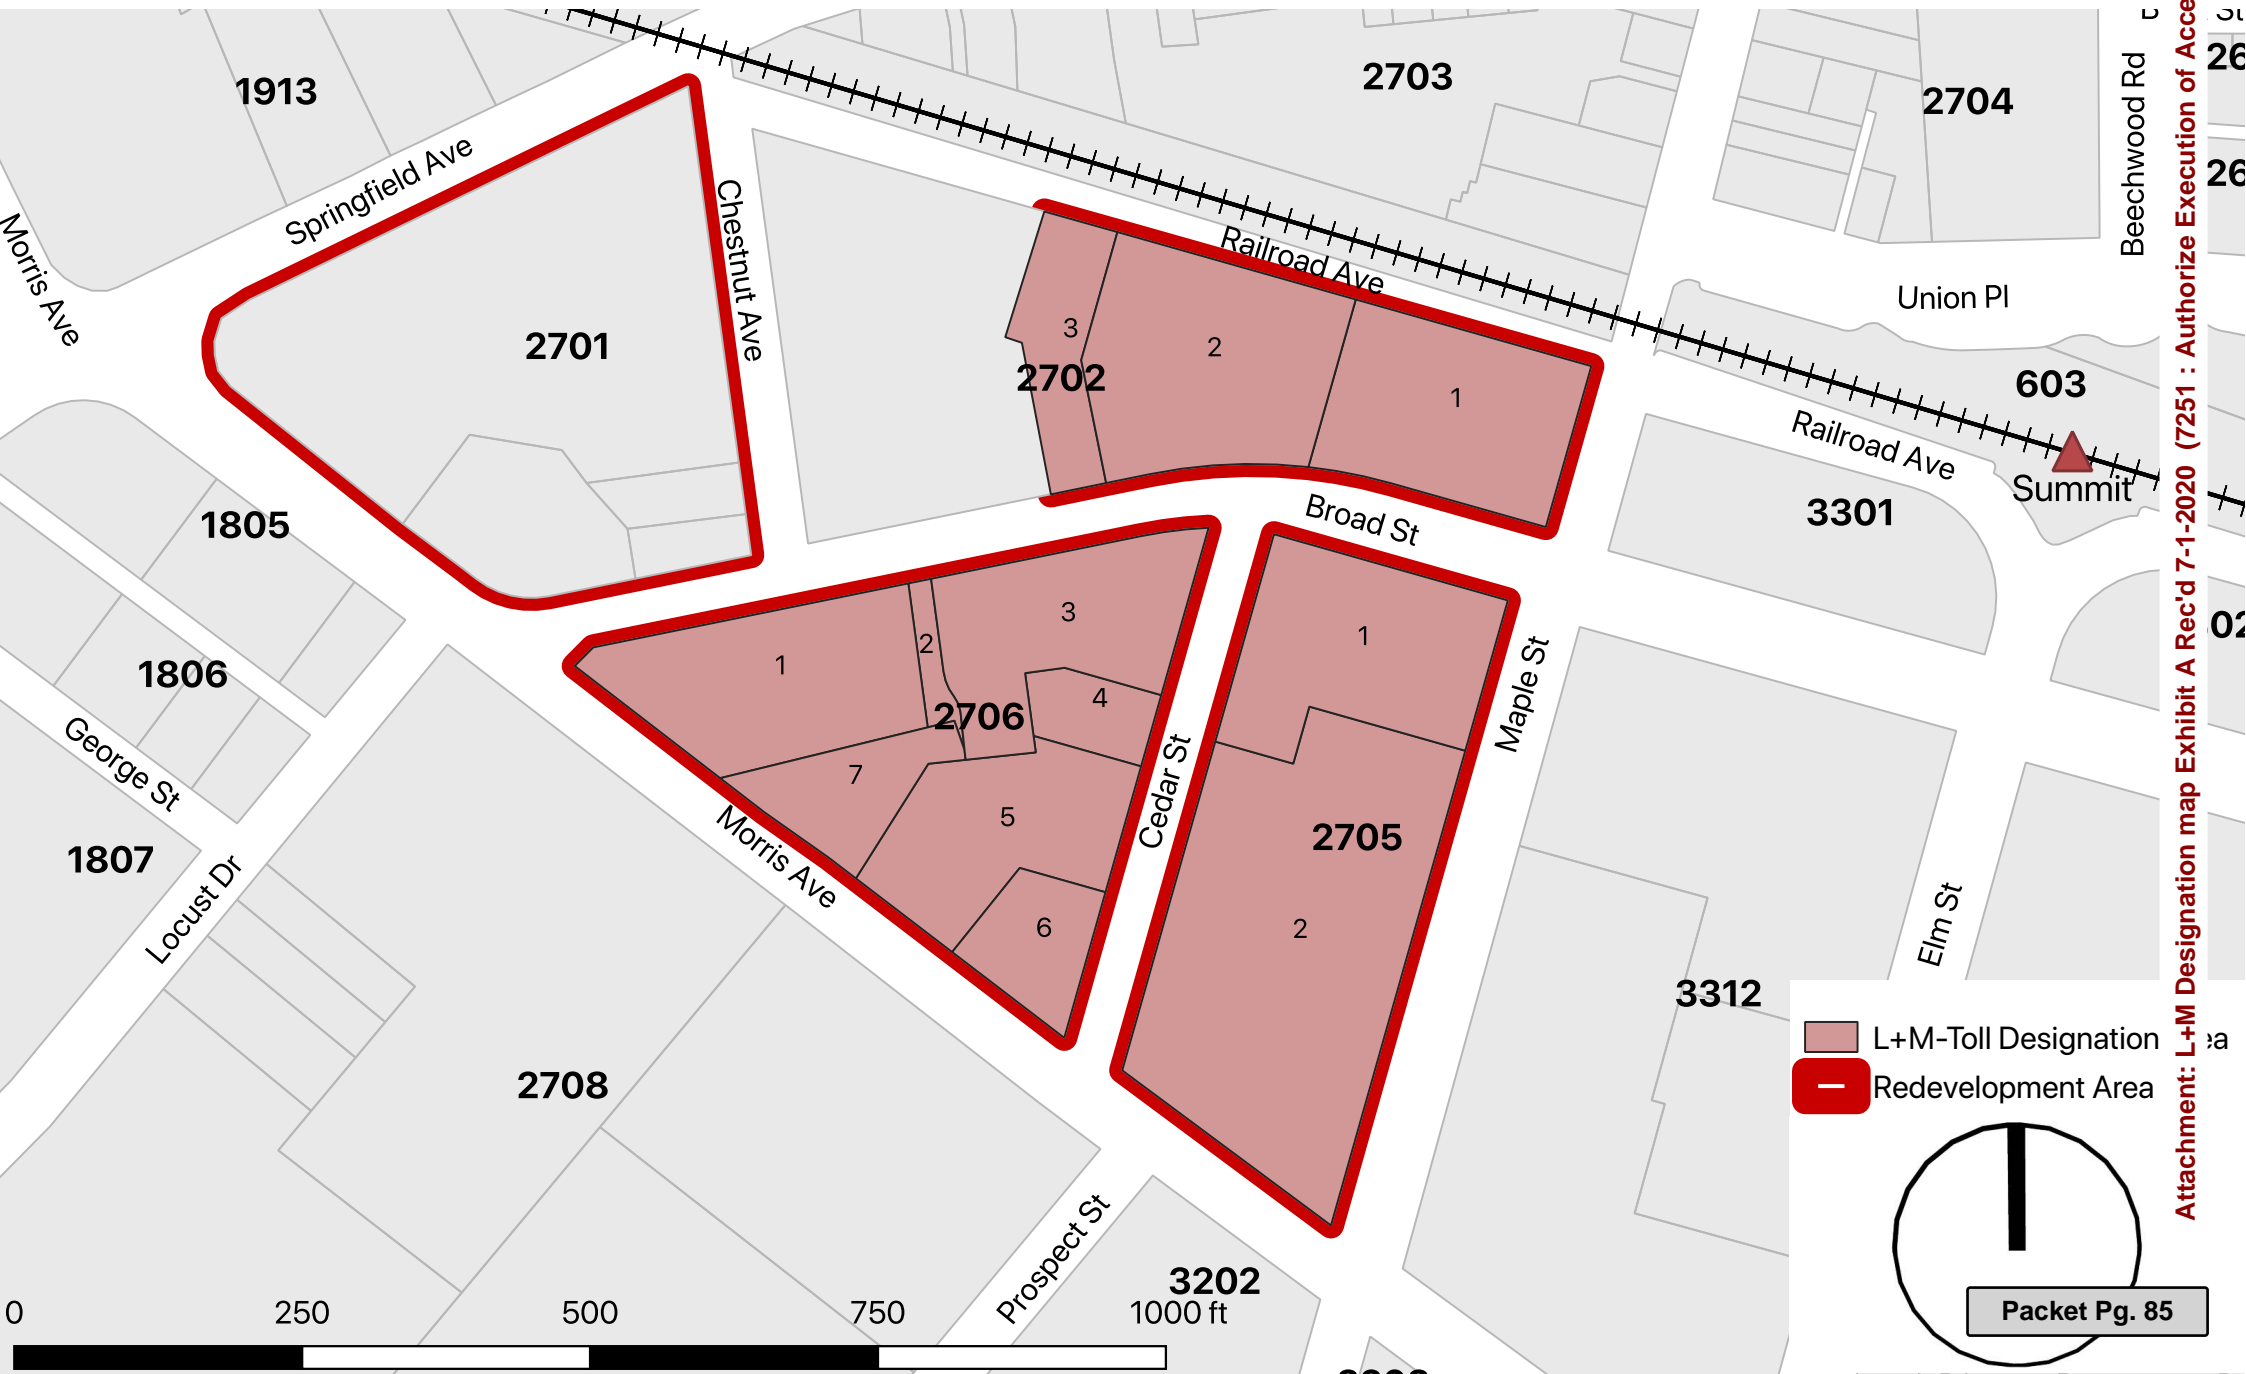 1913
Springfield Ave
Morris Ave
2701
Chestnut Ave
2703
2704
Beechwood Rd
26
26
Railroad Ave
Union Pl
603
Railroad Ave
Summit
3301
02
3
2702
2
1
Broad St
1805
1806
George St
1807
Locust Dr
1
2
3
2706
4
7
5
6
Morris Ave
Cedar St
1
2705
2
Maple St
Elm St
3312
2708
Prospect St
3202
0 250 500 750 1000 ft
L+M-Toll Designation
Redevelopment Area
Packet Pg. 85
Attachment: L+M Designation map Exhibit A Rec'd 7-1-2020 (7251 : Authorize Execution of Acce